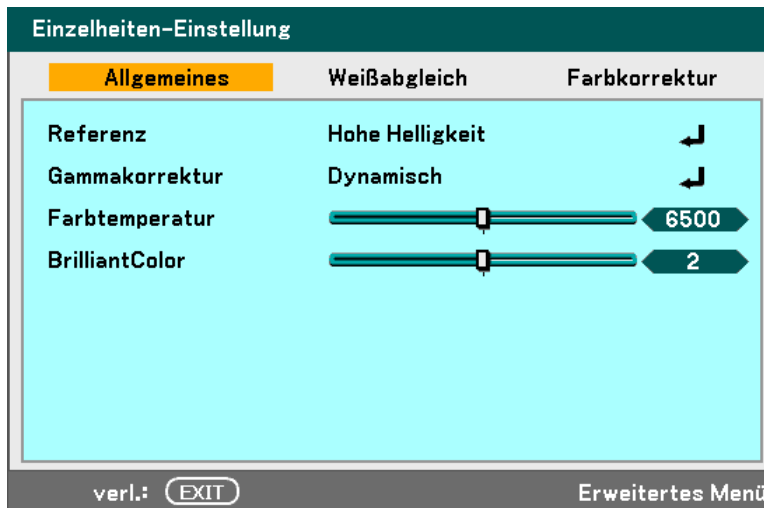 Einzelheiten-Einstellung
Allgemeines Weißabgleich Farbkorrektur
Referenz Hohe Helligkeit
Gammakorrektur Dynamisch
Farbtemperatur 6500
BrilliantColor 2
verl.: EXIT Erweitertes Menü